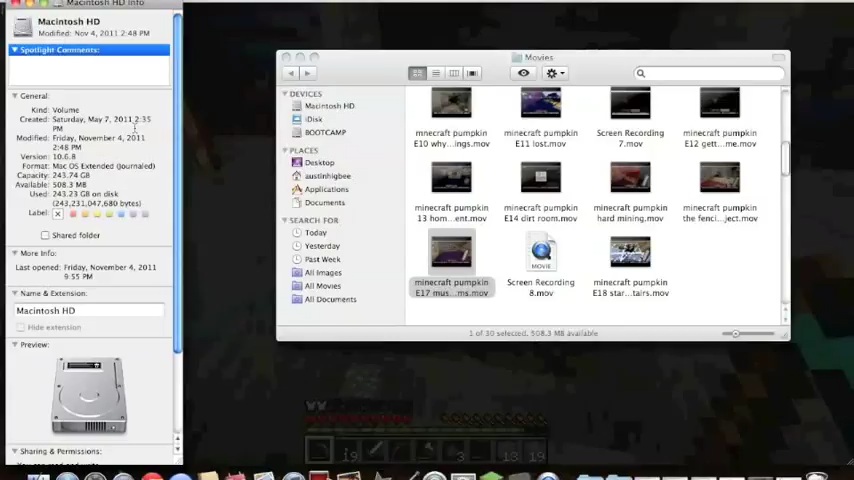 Macintosh HD Info
Macintosh HD
Modified: Nov 4, 2011 2:48 PM
Spotlight Comments:
General:
Kind: Volume
Created: Saturday, May 7, 2011 2:35
PM
Modified: Friday, November 4, 2011
2:48 PM
Version: 10.6.8
Format: Mac OS Extended (Journaled)
Capacity: 243.74 GB
Available: 508.3 MB
Used: 243.23 GB on disk
(243,231,047,680 bytes)
Label:
Shared folder
More Info:
Last opened: Friday, November 4, 2011
9:55 PM
Name & Extension:
Macintosh HD
Hide extension
Preview:
Sharing & Permissions:
Movies
DEVICES
Macintosh HD
iDisk
BOOTCAMP
PLACES
Desktop
austinhigbee
Applications
Documents
SEARCH FOR
Today
Yesterday
Past Week
All Images
All Movies
All Documents
minecraft pumpkin
E10 why...ings.mov
minecraft pumpkin
E11 lost.mov
Screen Recording
7.mov
minecraft pumpkin
E12 gett...me.mov
minecraft pumpkin
13 hom...ent.mov
minecraft pumpkin
E14 dirt room.mov
minecraft pumpkin
hard mining.mov
minecraft pumpkin
the fenci...ject.mov
minecraft pumpkin
E17 mus...ms.mov
Screen Recording
8.mov
minecraft pumpkin
E18 star...tairs.mov
MOVIE
1 of 30 selected, 508.3 MB available
19
3
13
19